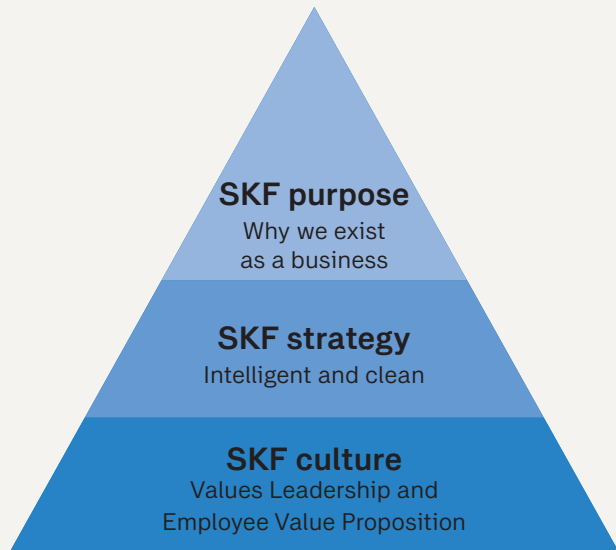 SKF purpose
Why we exist
as a business
SKF strategy
Intelligent and clean
SKF culture
Values Leadership and
Employee Value Proposition